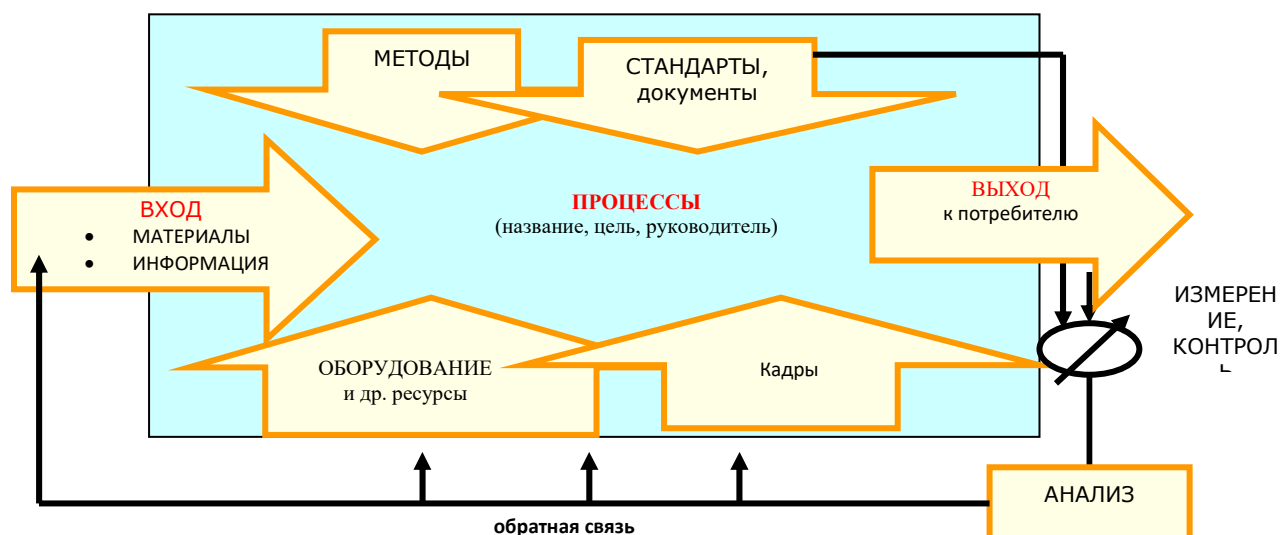 МЕТОДЫ
СТАНДАРТЫ,
документы
ВХОД
• МАТЕРИАЛЫ
• ИНФОРМАЦИЯ
ПРОЦЕССЫ
(название, цель, руководитель)
ВЫХОД
к потребителю
ИЗМЕРЕН
ИЕ,
КОНТРОЛ
Ь
ОБОРУДОВАНИЕ
и др. ресурсы
Кадры
АНАЛИЗ
обратная связь